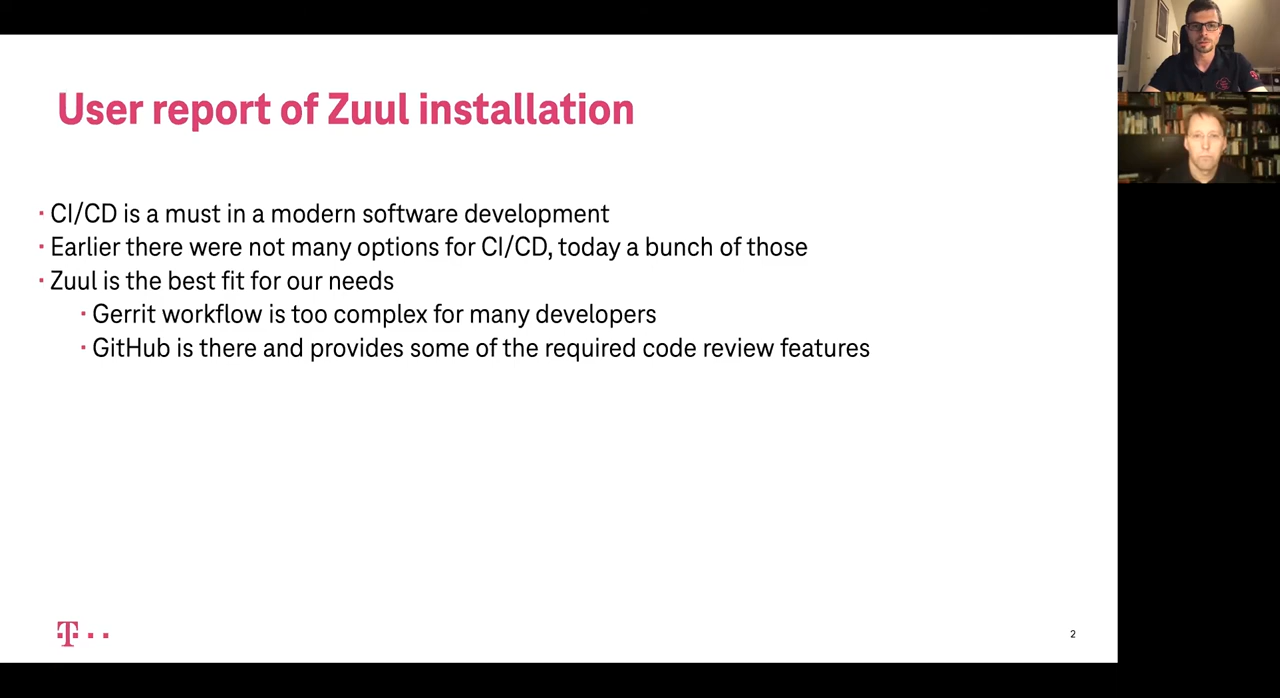 User report of Zuul installation
· CI/CD is a must in a modern software development
· Earlier there were not many options for CI/CD, today a bunch of those
· Zuul is the best fit for our needs
· Gerrit workflow is too complex for many developers
· GitHub is there and provides some of the required code review features
T
2